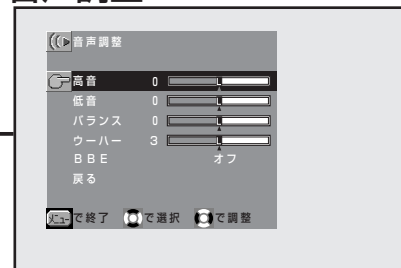 音声調整
高音 0
低音 0
バランス 0
ウーハー 3
BBE オフ
戻る
メニューで終了 で選択 で調整